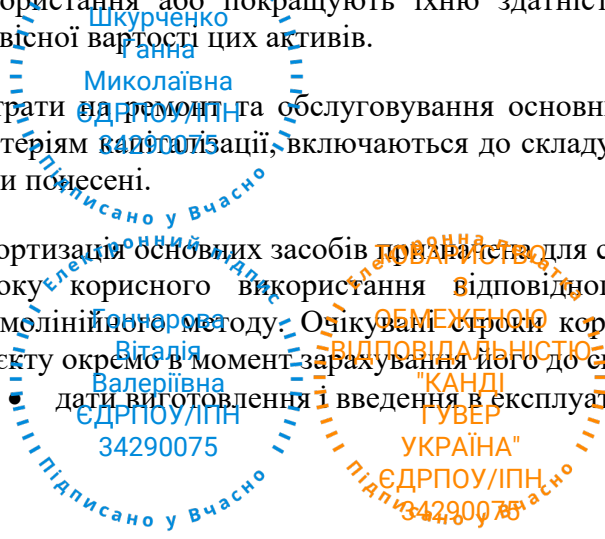 користання або покращують їхню здатніст
вісної вартості цих активів.
трати на ремонт та обслуговування основни
теріям капіталізації, включаються до складу
и понесені.
ортизація основних засобів призначена для с
оку корисного використання відповідно
молінійного методу. Очікувані строки кор
єкту окремо в момент зарахування його до с
• дати виготовлення і введення в експлуат
Шкурченко
Ганна
Миколаївна
ЄДРПОУ/ІПН
34290075
Підписано у Вчасно
Електронний підпис
Гончарова
Віталія
Валеріївна
ЄДРПОУ/ІПН
34290075
Підписано у Вчасно
Електронна печатка
ТОВАРИСТВО
З
ОБМЕЖЕНОЮ
ВІДПОВІДАЛЬНІСТЮ
"КАНДІ
ГУВЕР
УКРАЇНА"
ЄДРПОУ/ІПН
34290075
Підписано у Вчасно